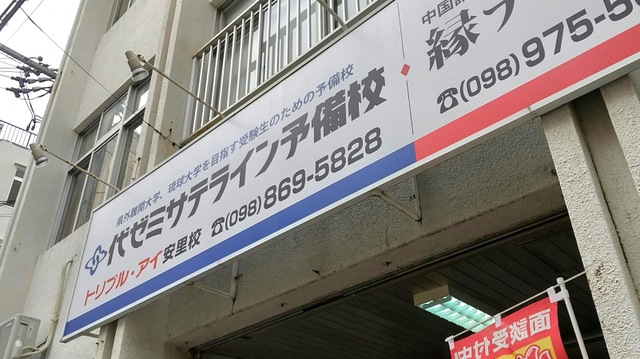 県外難関大学、琉球大学を目指す受験生のための予備校
代ゼミサテライン予備校
トリプル・アイ安里校 ☎(098)869-5828
中国語
縁
☎(098)975-5
面談受付中